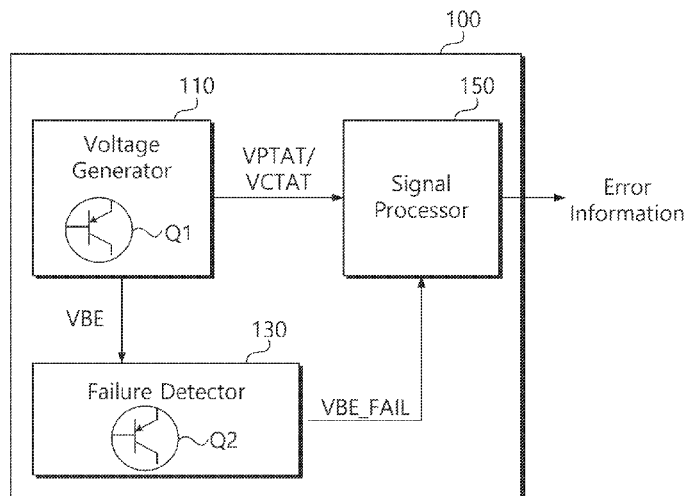 100
110
Voltage
Generator
Q1
VPTAT/
VCTAT
150
Signal
Processor
Error
Information
VBE
130
Failure Detector
Q2
VBE_FAIL